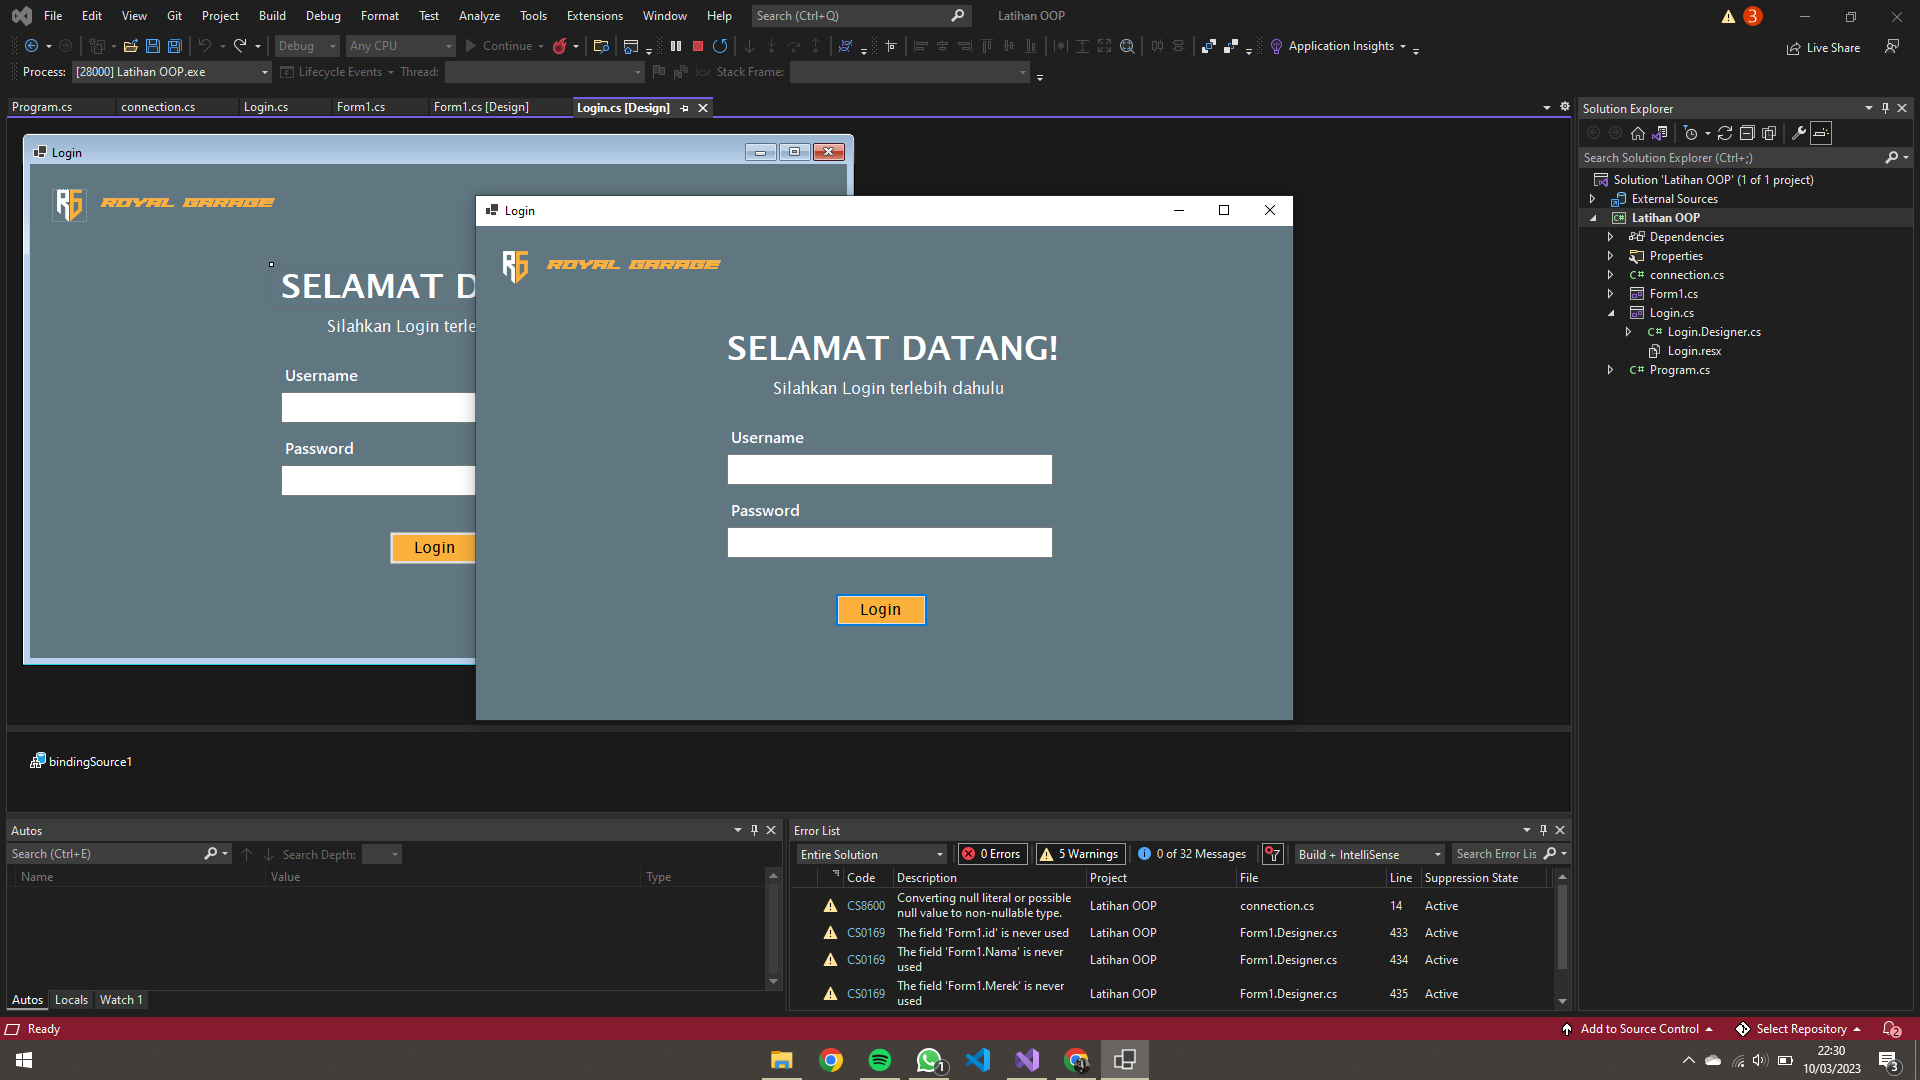 File Edit View Git Project Build Debug Format Test Analyze Tools Extensions Window Help Search (Ctrl+Q) Latihan OOP 3
Debug Any CPU Continue Application Insights Live Share
Process: [28000] Latihan OOP.exe Lifecycle Events Thread: Stack Frame:
Program.cs connection.cs Login.cs Form1.cs Form1.cs [Design] Login.cs [Design]
Login
RG ROYAL GARAGE
SELAMAT D
Silahkan Login terle
Username
Password
Login
Login
RG ROYAL GARAGE
SELAMAT DATANG!
Silahkan Login terlebih dahulu
Username
Password
Login
bindingSource1
Solution Explorer
Search Solution Explorer (Ctrl+;)
Solution 'Latihan OOP' (1 of 1 project)
External Sources
C# Latihan OOP
Dependencies
Properties
C# connection.cs
Form1.cs
Login.cs
C# Login.Designer.cs
Login.resx
C# Program.cs
Autos
Search (Ctrl+E) Search Depth:
Name Value Type
Autos Locals Watch 1
Error List
Entire Solution 0 Errors 5 Warnings 0 of 32 Messages Build + IntelliSense Search Error Lis
Code Description Project File Line Suppression State
CS8600 Converting null literal or possible null value to non-nullable type. Latihan OOP connection.cs 14 Active
CS0169 The field 'Form1.id' is never used Latihan OOP Form1.Designer.cs 433 Active
CS0169 The field 'Form1.Nama' is never used Latihan OOP Form1.Designer.cs 434 Active
CS0169 The field 'Form1.Merek' is never used Latihan OOP Form1.Designer.cs 435 Active
Ready Add to Source Control Select Repository 2
1 22:30
10/03/2023 3